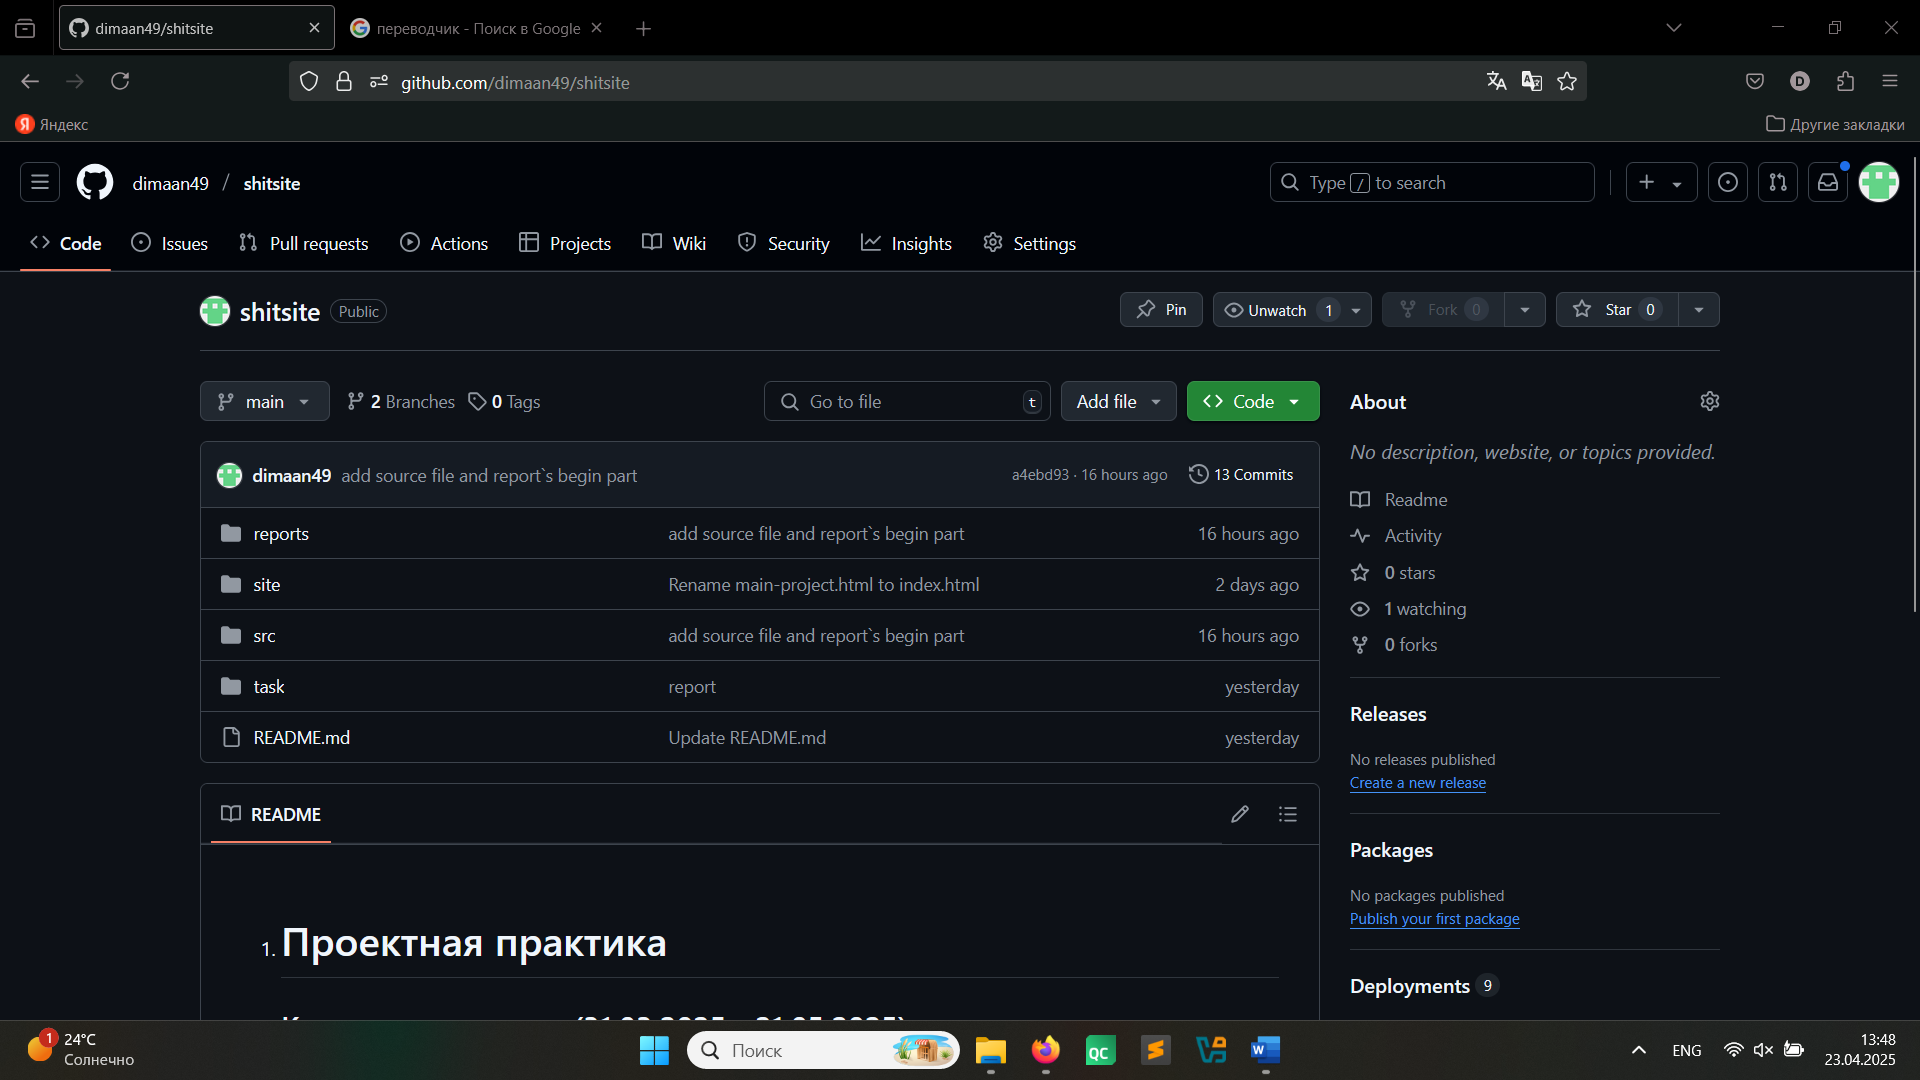 dimaan49/shitsite
переводчик - Поиск в Google
github.com/dimaan49/shitsite
Яндекс
Другие закладки
dimaan49 / shitsite
Type / to search
Code
Issues
Pull requests
Actions
Projects
Wiki
Security
Insights
Settings
shitsite Public
Pin
Unwatch 1
Fork 0
Star 0
main
2 Branches
0 Tags
Go to file t
Add file
Code
About
No description, website, or topics provided.
dimaan49 add source file and report`s begin part a4ebd93 · 16 hours ago 13 Commits
reports add source file and report`s begin part 16 hours ago
site Rename main-project.html to index.html 2 days ago
src add source file and report`s begin part 16 hours ago
task report yesterday
README.md Update README.md yesterday
Readme
Activity
0 stars
1 watching
0 forks
Releases
No releases published
Create a new release
Packages
No packages published
Publish your first package
Deployments 9
README
1. Проектная практика
1
24°C
Солнечно
Поиск
QC
ENG
13:48
23.04.2025